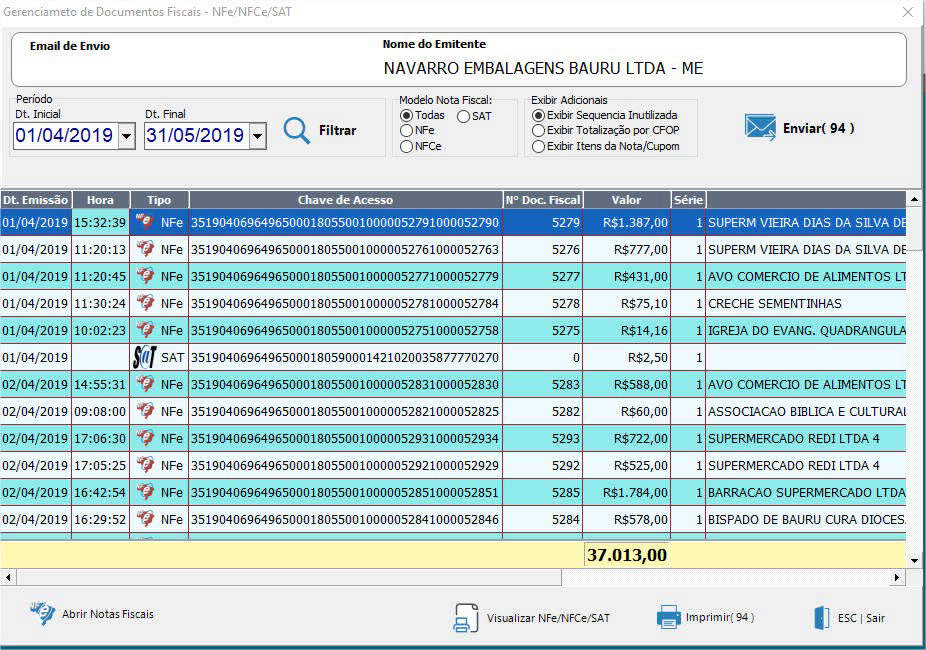 Gerenciameto de Documentos Fiscais - NFe/NFCe/SAT
Email de Envio
Nome do Emitente
NAVARRO EMBALAGENS BAURU LTDA - ME
Período
Dt. Inicial
Dt. Final
01/04/2019
31/05/2019
Filtrar
Modelo Nota Fiscal:
Todas
SAT
NFe
NFCe
Exibir Adicionais
Exibir Sequencia Inutilizada
Exibir Totalização por CFOP
Exibir Itens da Nota/Cupom
Enviar( 94 )
Dt. Emissão Hora Tipo Chave de Acesso Nº Doc. Fiscal Valor Série
01/04/2019 15:32:39 NFe 35190406964965000180550010000052791000052790 5279 R$1.387,00 1 SUPERM VIEIRA DIAS DA SILVA DE
01/04/2019 11:20:13 NFe 35190406964965000180550010000052761000052763 5276 R$777,00 1 SUPERM VIEIRA DIAS DA SILVA DE
01/04/2019 11:20:45 NFe 35190406964965000180550010000052771000052779 5277 R$431,00 1 AVO COMERCIO DE ALIMENTOS LT
01/04/2019 11:30:24 NFe 35190406964965000180550010000052781000052784 5278 R$75,10 1 CRECHE SEMENTINHAS
01/04/2019 10:02:23 NFe 35190406964965000180550010000052751000052758 5275 R$14,16 1 IGREJA DO EVANG. QUADRANGULA
01/04/2019 SAT SAT 35190406964965000180590001421020035877770270 0 R$2,50 1
02/04/2019 14:55:31 NFe 35190406964965000180550010000052831000052830 5283 R$588,00 1 AVO COMERCIO DE ALIMENTOS LT
02/04/2019 09:08:00 NFe 35190406964965000180550010000052821000052825 5282 R$60,00 1 ASSOCIACAO BIBLICA E CULTURAL
02/04/2019 17:06:30 NFe 35190406964965000180550010000052931000052934 5293 R$722,00 1 SUPERMERCADO REDI LTDA 4
02/04/2019 17:05:25 NFe 35190406964965000180550010000052921000052929 5292 R$525,00 1 SUPERMERCADO REDI LTDA 4
02/04/2019 16:42:54 NFe 35190406964965000180550010000052851000052851 5285 R$1.784,00 1 BARRACAO SUPERMERCADO LTDA
02/04/2019 16:29:52 NFe 35190406964965000180550010000052841000052846 5284 R$578,00 1 BISPADO DE BAURU CURA DIOCES
37.013,00
Abrir Notas Fiscais
Visualizar NFe/NFCe/SAT
Imprimir( 94 )
ESC | Sair